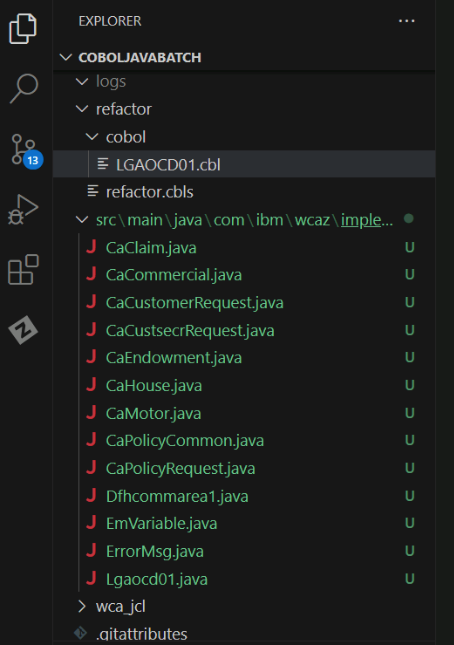 EXPLORER ...
COBOLJAVABATCH
logs
refactor
cobol
LGAOCD01.cbl
13
refactor.cbls
src\main\java\com\ibm\wcaz\imple...
CaClaim.java U
CaCommercial.java U
CaCustomerRequest.java U
CaCustsecrRequest.java U
CaEndowment.java U
CaHouse.java U
CaMotor.java U
CaPolicyCommon.java U
CaPolicyRequest.java U
Dfhcommarea1.java U
EmVariable.java U
ErrorMsg.java U
Lgaocd01.java U
wca_jcl
.gitattributes